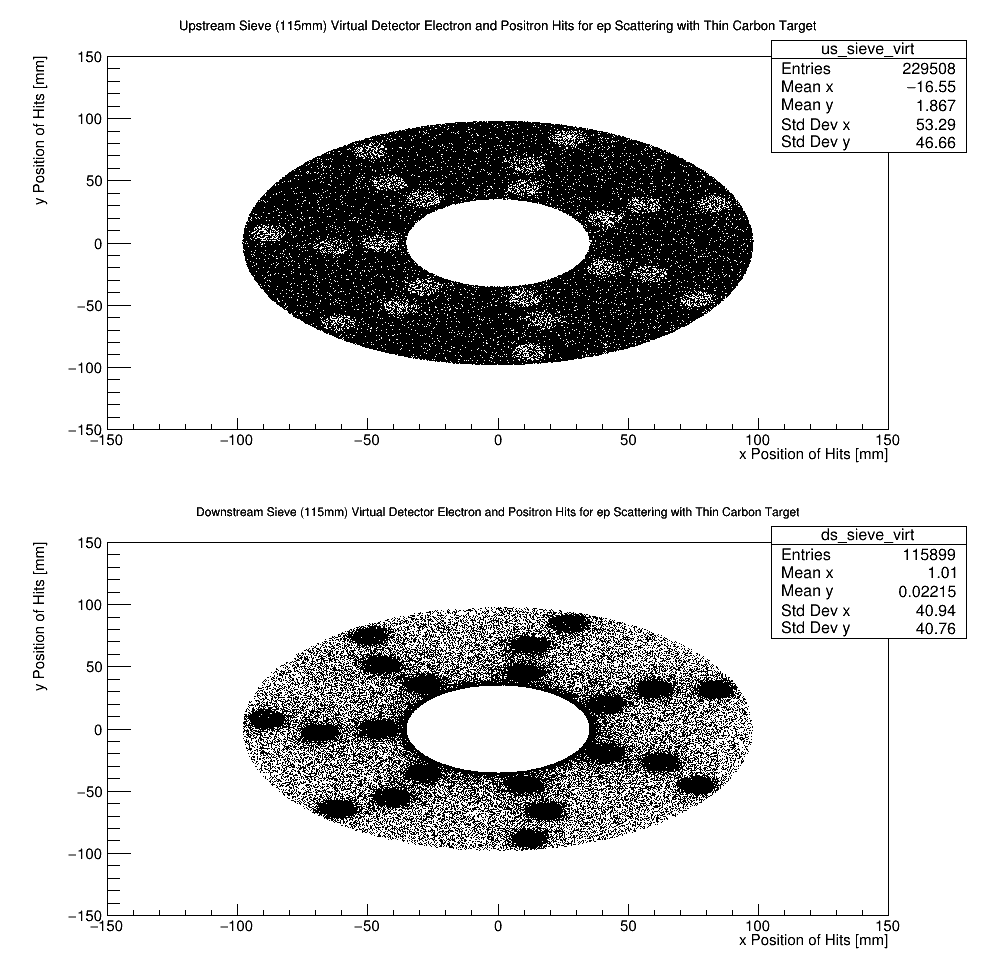 Upstream Sieve (115mm) Virtual Detector Electron and Positron Hits for ep Scattering with Thin Carbon Target
us_sieve_virt
Entries 229508
Mean x −16.55
Mean y 1.867
Std Dev x 53.29
Std Dev y 46.66
y Position of Hits [mm]
150
100
50
0
−50
−100
−150
−150 −100 −50 0 50 100 150
x Position of Hits [mm]
Downstream Sieve (115mm) Virtual Detector Electron and Positron Hits for ep Scattering with Thin Carbon Target
ds_sieve_virt
Entries 115899
Mean x 1.01
Mean y 0.02215
Std Dev x 40.94
Std Dev y 40.76
y Position of Hits [mm]
150
100
50
0
−50
−100
−150
−150 −100 −50 0 50 100 150
x Position of Hits [mm]